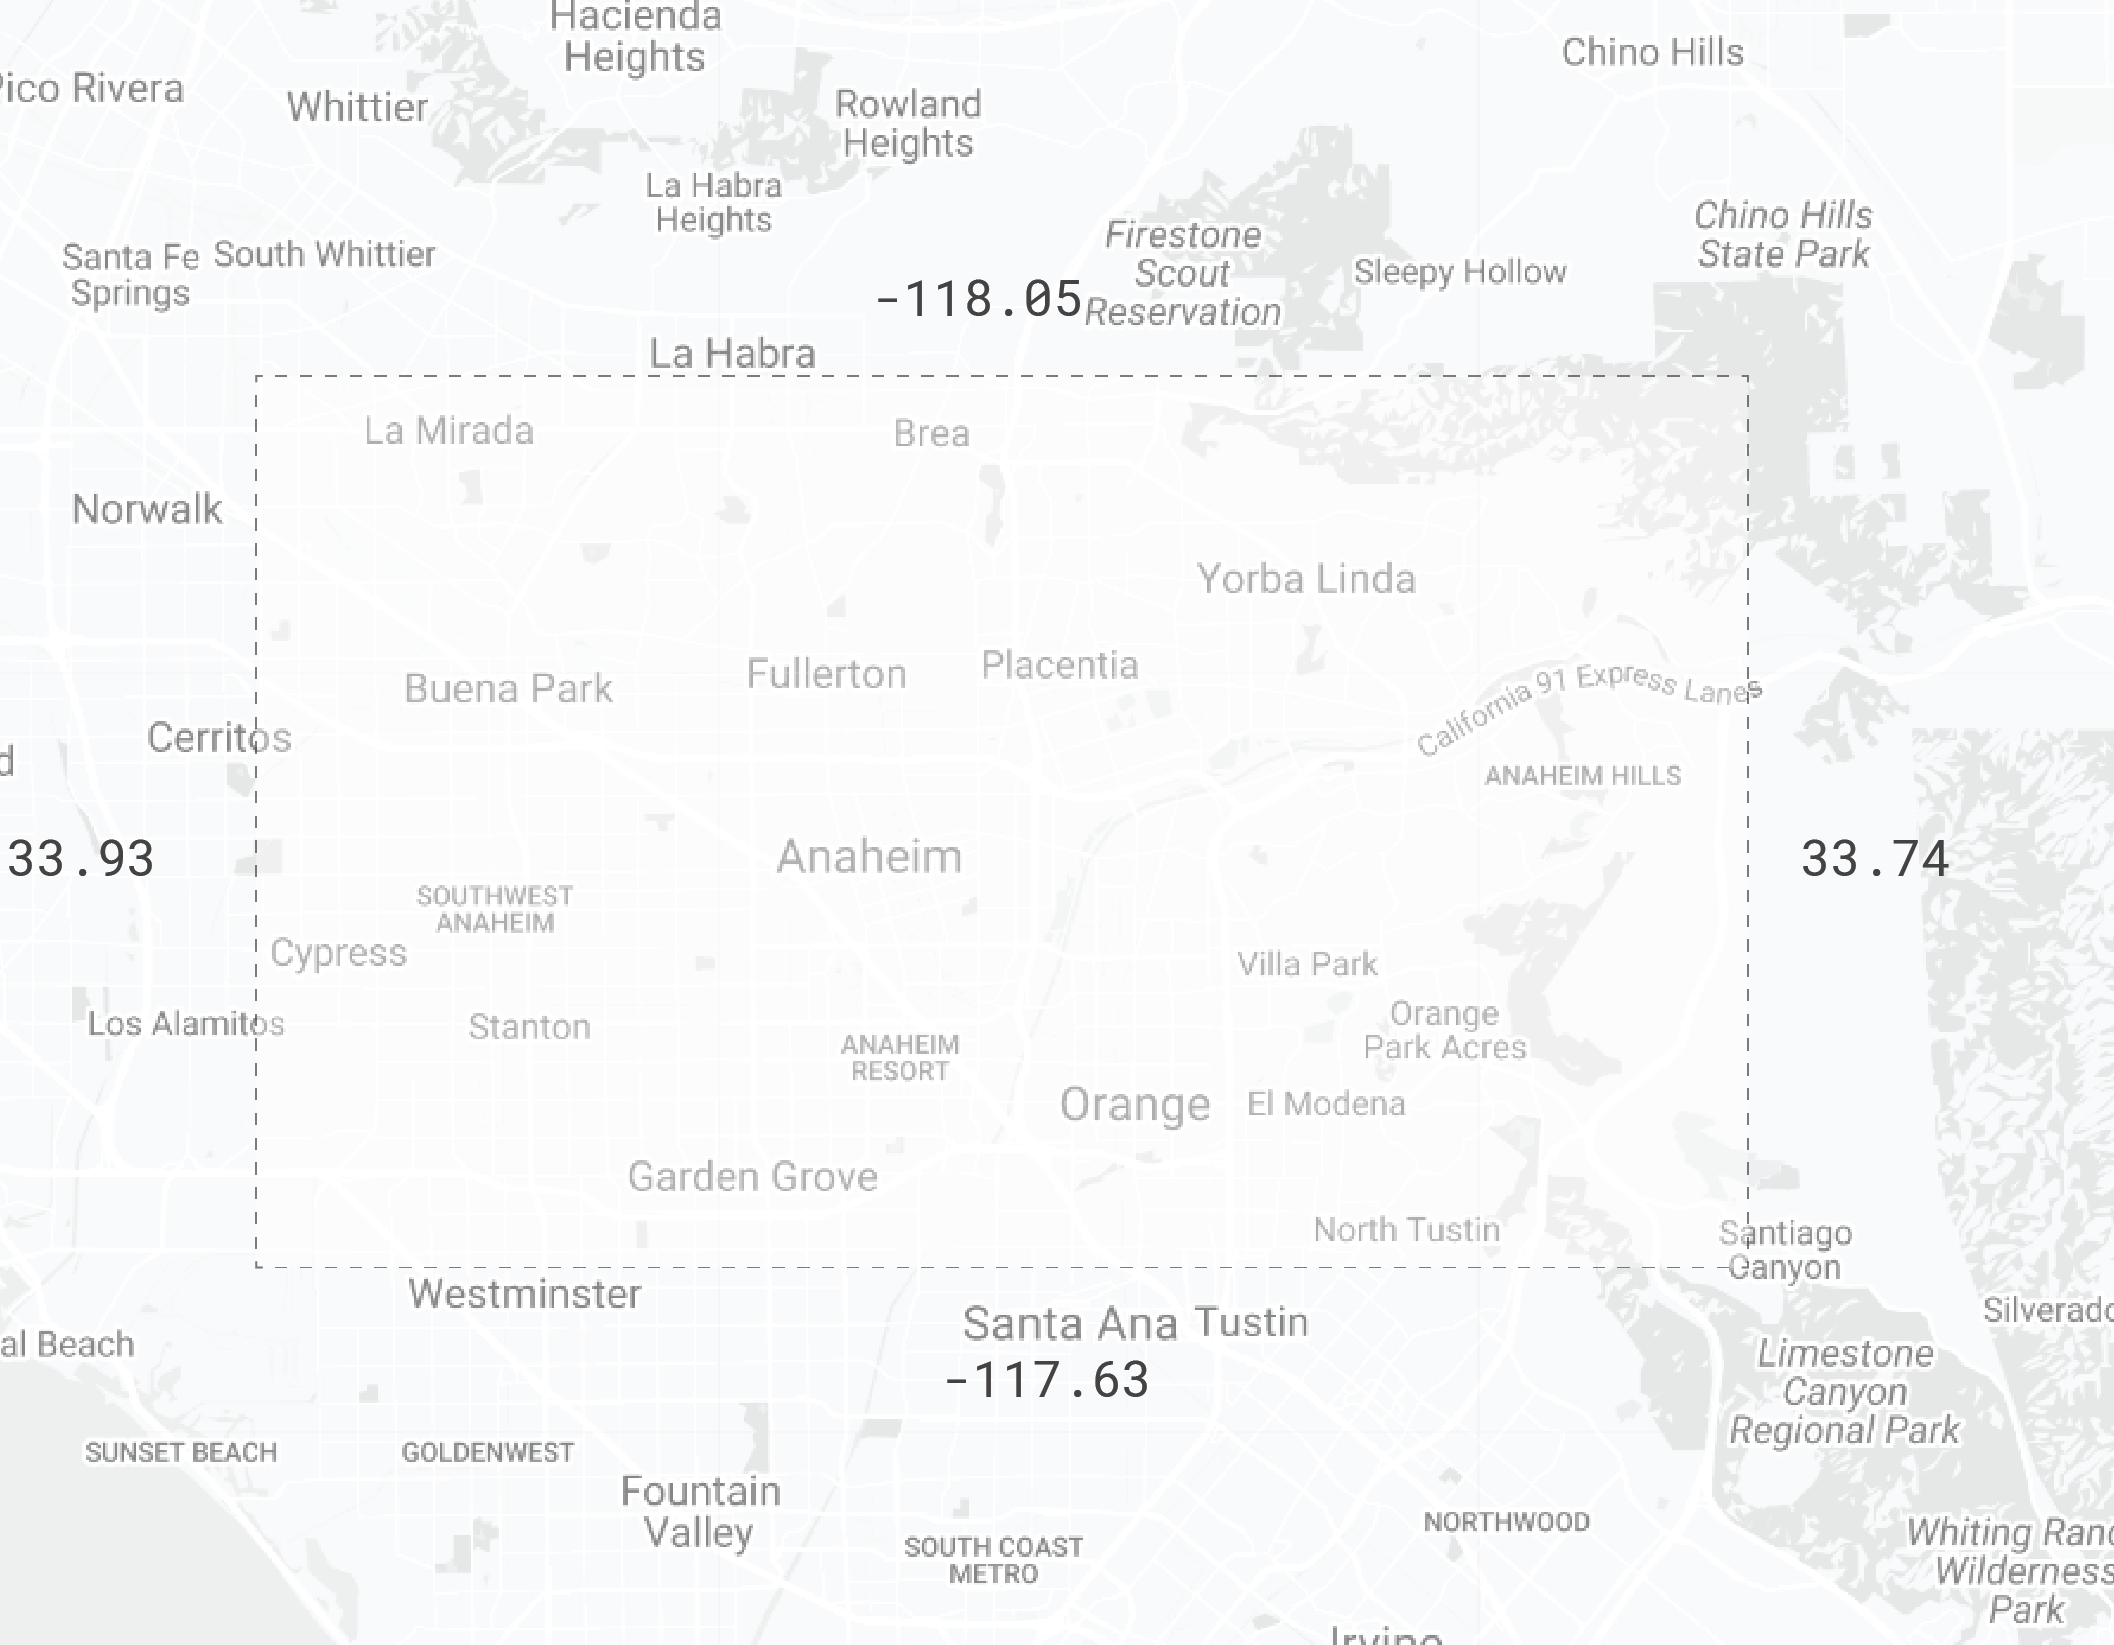 Hacienda
Heights
Chino Hills
Pico Rivera
Whittier
Rowland
Heights
La Habra
Heights
Chino Hills
State Park
Santa Fe
Springs
South Whittier
Firestone
Scout
Reservation
Sleepy Hollow
-118.05
La Habra
La Mirada
Brea
Norwalk
Yorba Linda
Buena Park
Fullerton
Placentia
California 91 Express Lanes
Cerritos
d
ANAHEIM HILLS
33.93
Anaheim
33.74
SOUTHWEST
ANAHEIM
Cypress
Villa Park
Los Alamitos
Stanton
Orange
Park Acres
ANAHEIM
RESORT
Orange
El Modena
Garden Grove
North Tustin
Santiago
Canyon
Westminster
Santa Ana
Tustin
Silverado
al Beach
Limestone
Canyon
Regional Park
-117.63
SUNSET BEACH
GOLDENWEST
Fountain
Valley
NORTHWOOD
SOUTH COAST
METRO
Whiting Ranc
Wilderness
Park
Irvine